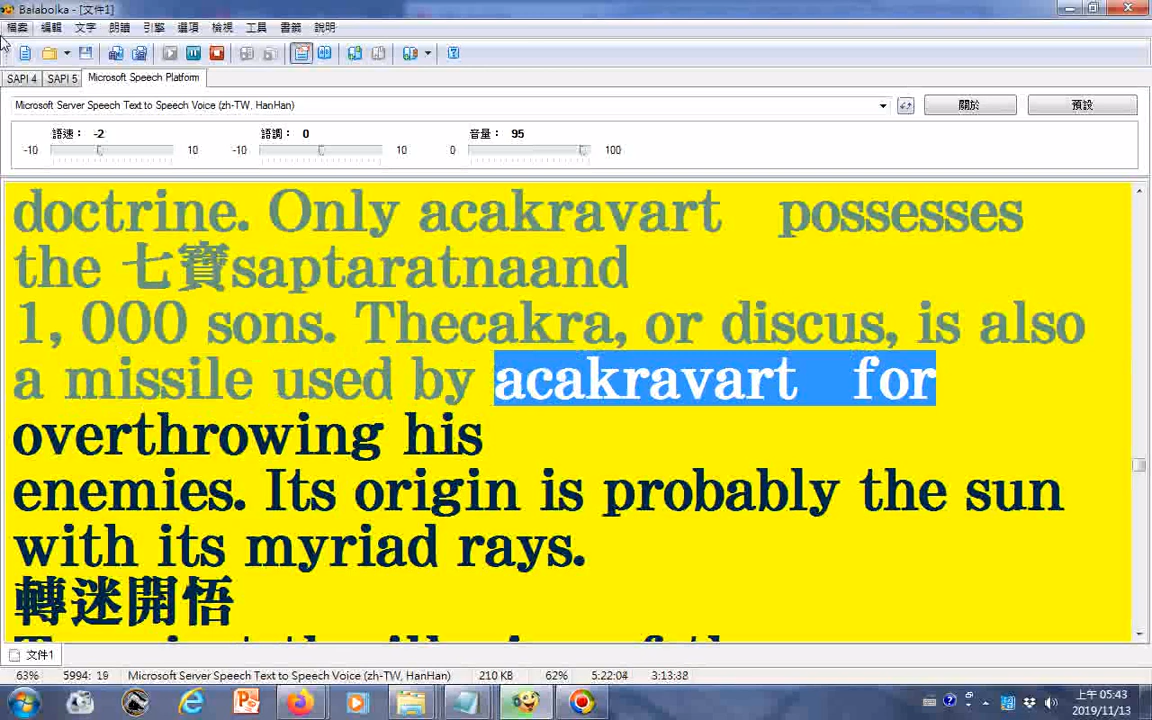 Balabolka - [文件1]
檔案 編輯 文字 朗讀 引擎 選項 檢視 工具 書籤 說明
SAPI 4 SAPI 5 Microsoft Speech Platform
Microsoft Server Speech Text to Speech Voice (zh-TW, HanHan) 關於 預設
語速： -2 語調： 0 音量： 95
-10 10 -10 10 0 100
doctrine. Only acakravart　possesses
the 七寶saptaratnaand
1, 000 sons. Thecakra, or discus, is also
a missile used by acakravart　for
overthrowing his
enemies. Its origin is probably the sun
with its myriad rays.
轉迷開悟
文件1
63% 5994: 19 Microsoft Server Speech Text to Speech Voice (zh-TW, HanHan) 210 KB 62% 5:22:04 3:13:38
上午 05:43
2019/11/13